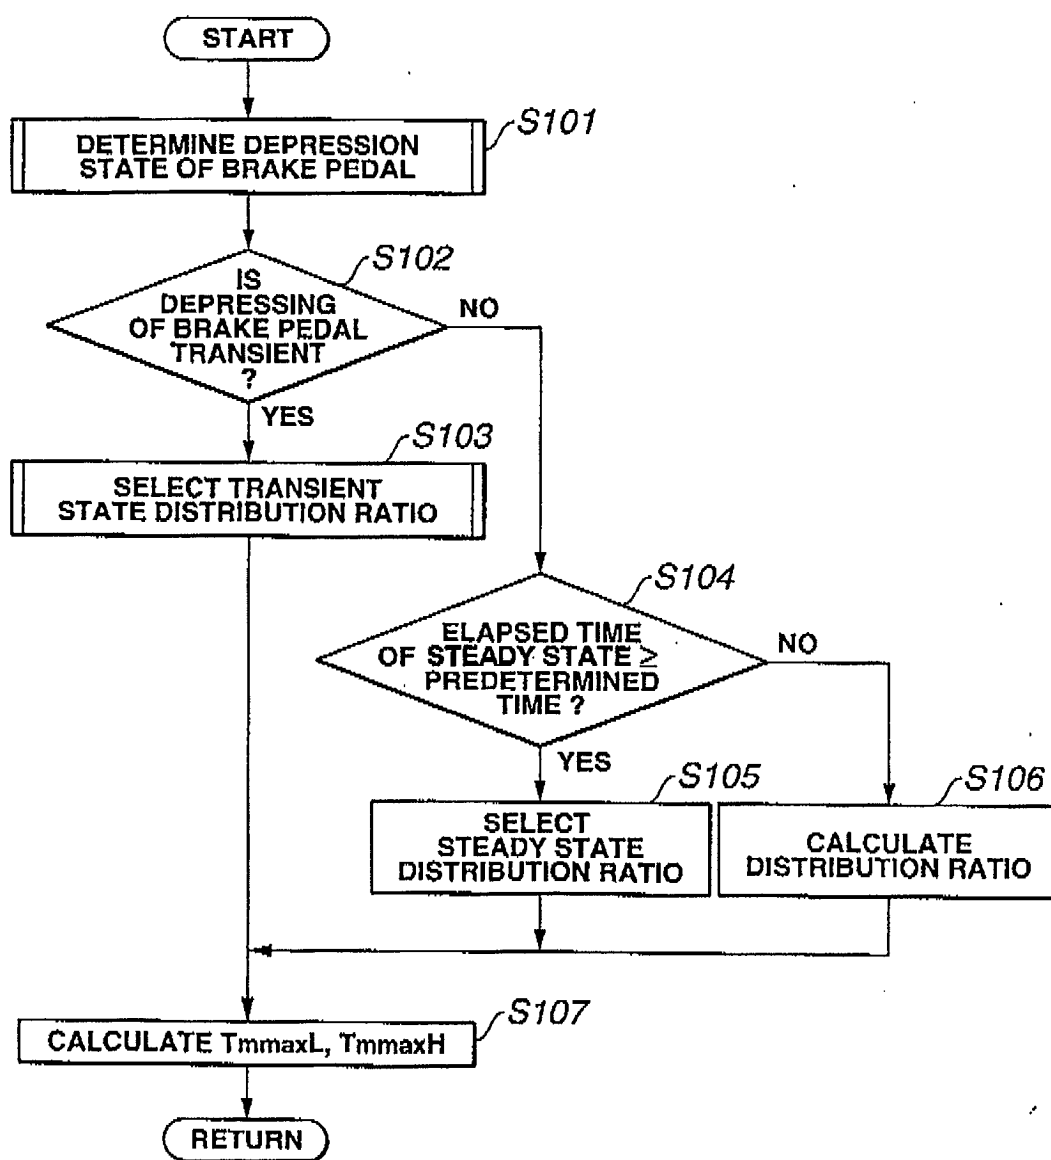 START
S101
DETERMINE DEPRESSION
STATE OF BRAKE PEDAL
S102
IS
DEPRESSING
OF BRAKE PEDAL
TRANSIENT
?
NO
YES
S103
SELECT TRANSIENT
STATE DISTRIBUTION RATIO
S104
ELAPSED TIME
OF STEADY STATE ≥
PREDETERMINED
TIME ?
NO
YES
S105
SELECT
STEADY STATE
DISTRIBUTION RATIO
S106
CALCULATE
DISTRIBUTION RATIO
S107
CALCULATE TmmaxL, TmmaxH
RETURN